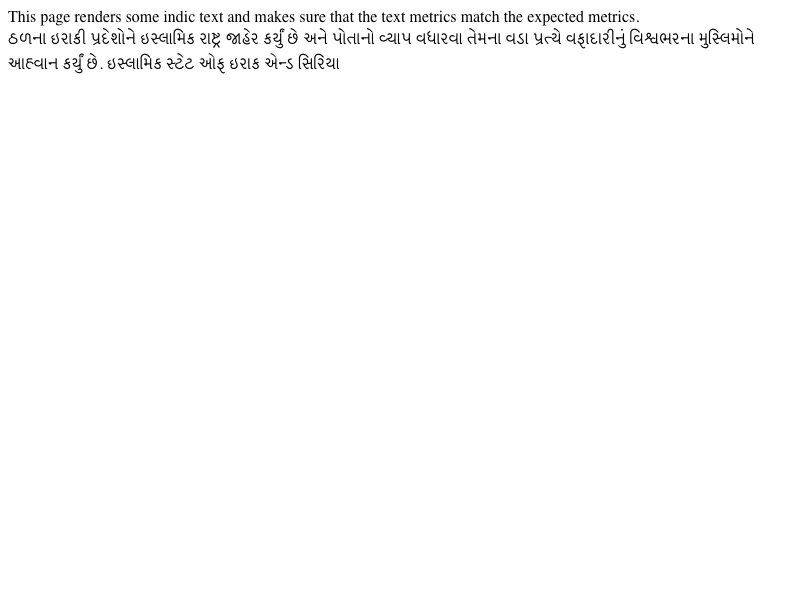 This page renders some indic text and makes sure that the text metrics match the expected metrics.
ઠળના ઇરાકી પ્રદેશોને ઇસ્લામિક રાષ્ટ્ર જાહેર કર્યું છે અને પોતાનો વ્યાપ વધારવા તેમના વડા પ્રત્યે વફાદારીનું વિશ્વભરના મુસ્લિમોને
આહ્વાન કર્યું છે. ઇસ્લામિક સ્ટેટ ઓફ ઇરાક એન્ડ સિરિયા